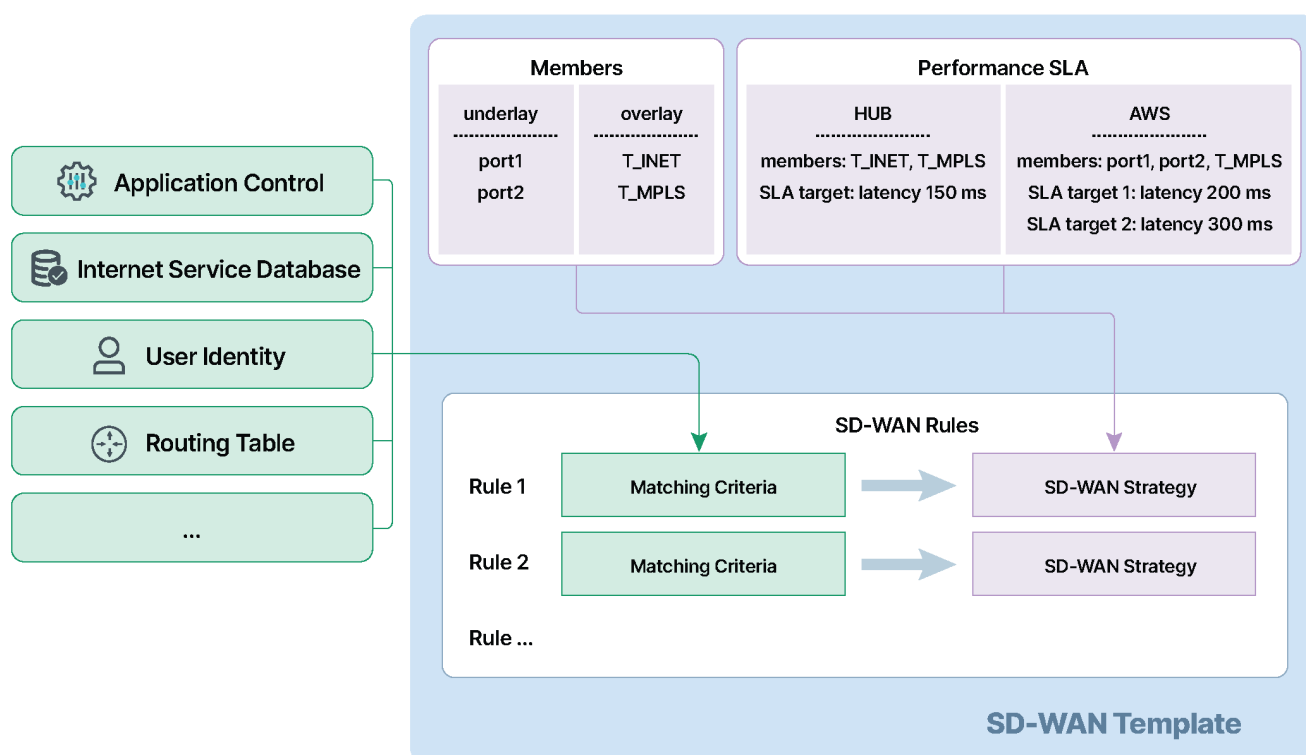 Members
underlay
overlay
port1
T_INET
port2
T_MPLS
Performance SLA
HUB
members: T_INET, T_MPLS
SLA target: latency 150 ms
AWS
members: port1, port2, T_MPLS
SLA target 1: latency 200 ms
SLA target 2: latency 300 ms
Application Control
Internet Service Database
User Identity
Routing Table
...
SD-WAN Rules
Rule 1
Matching Criteria
SD-WAN Strategy
Rule 2
Matching Criteria
SD-WAN Strategy
Rule ...
SD-WAN Template